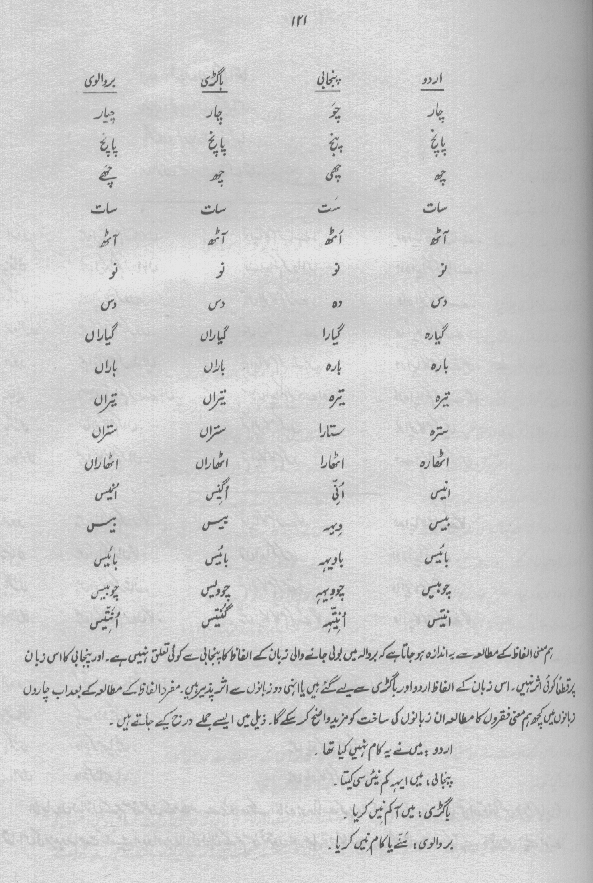 ۱۲۱
اردو پنجابی باگڑی بروالوی
چار چَو چار چیار
پانچ پنج پانچ پانچ
چھ چھی چھ چھے
سات سَت سات سات
آٹھ اَٹھ آٹھ آٹھ
نو نو نو نو
دس دہ دس دس
گیارہ گیارا گیاراں گیاراں
بارہ بارہ باراں باراں
تیرہ تیرہ تیراں تیراں
سترہ ستارا ستراں ستراں
اٹھارہ اٹھارا اٹھاراں اٹھاراں
انیس اُنّی اُگنیس اُنیس
بیس ویہہ بیس بیس
بائیس باویہہ بائیس بائیس
چوبیس چوویہہ چوویس چوبیس
انتیس اُنتیہہ گنتیس اُنتیس
ہم معنی الفاظ کے مطالعہ سے یہ اندازہ ہو جاتا ہے کہ بروالہ میں بولی جانے والی زبان کے الفاظ کا پنجابی سے کوئی تعلق نہیں ہے۔ اور پنجابی کا اس زبان
پر قطعاً کوئی اثر نہیں۔ اس زبان کے الفاظ اردو اور باگڑی سے لیے گئے ہیں یا انہی دو زبانوں سے اثر پذیر ہیں۔ مفرد الفاظ کے مطالعہ کے بعد اب چاروں
زبانوں میں کچھ ہم معنی فقروں کا مطالعہ ان زبانوں کی ساخت کو مزید واضح کر سکے گا۔ ذیل میں ایسے جملے درج کیے جاتے ہیں۔
اردو : میں نے یہ کام نہیں کیا تھا۔
پنجابی : میں ایہہ کم نئیں سی کیتا۔
باگڑی : میں آ کم نیں کریا۔
بروالوی : مَنّے یا کام نیں کریا۔